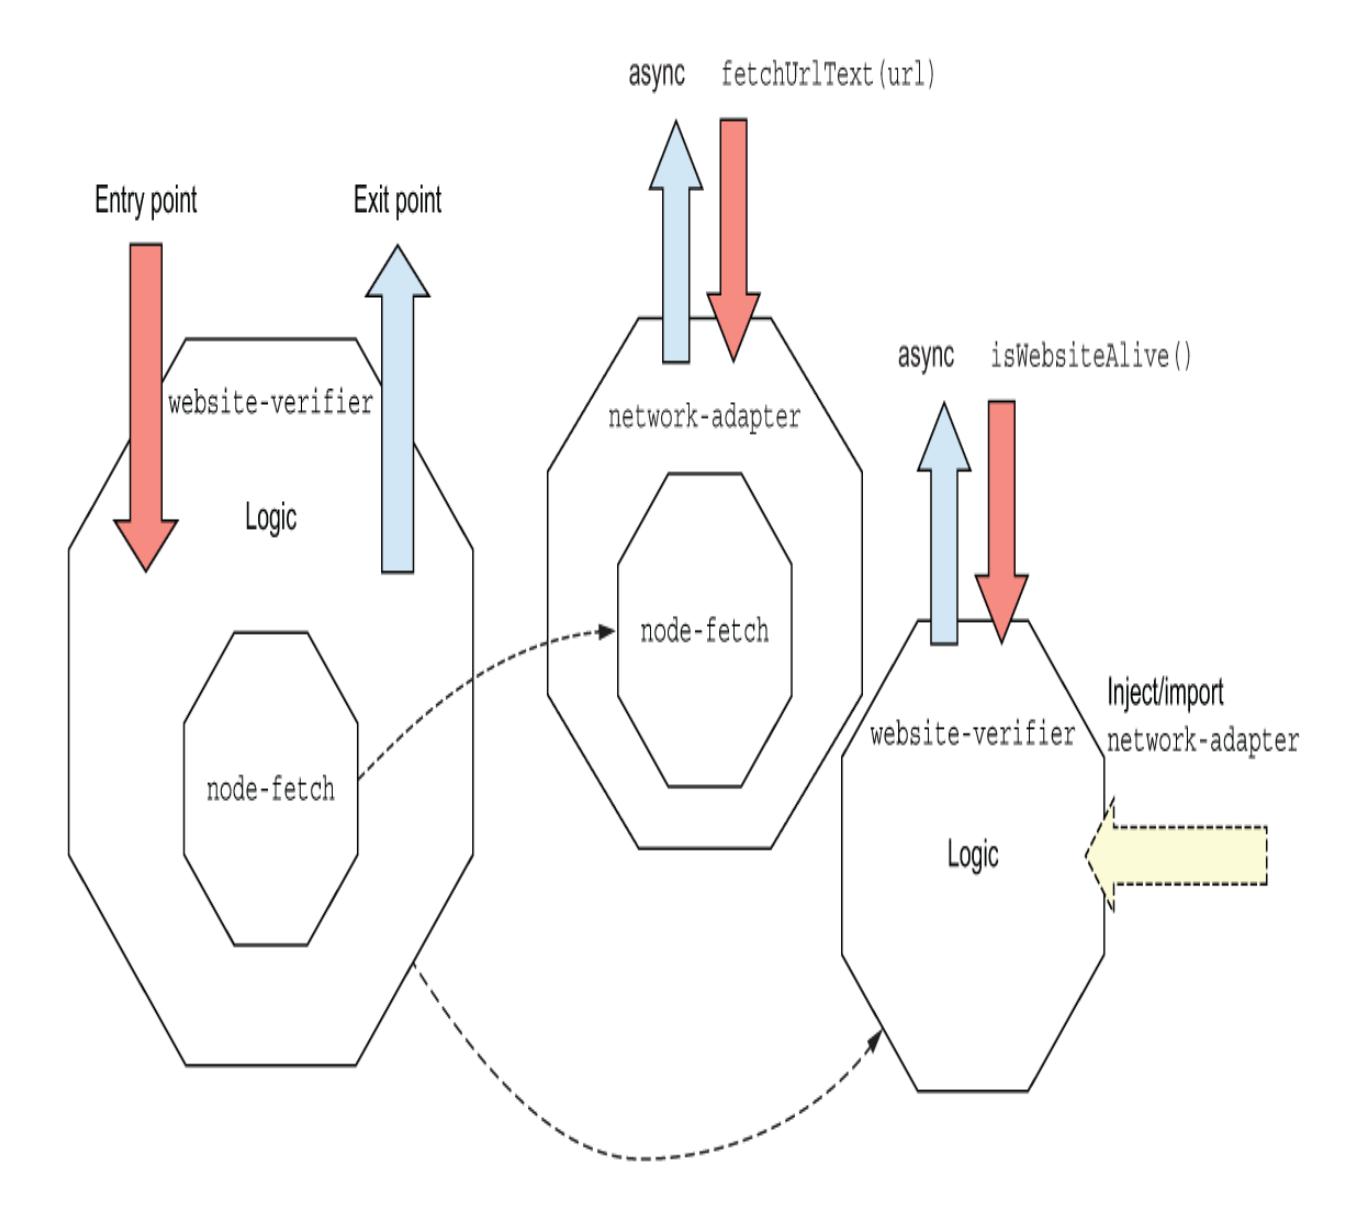 async fetchUrlText(url)
Entry point
Exit point
website-verifier
Logic
node-fetch
network-adapter
node-fetch
async isWebsiteAlive()
website-verifier
Logic
Inject/import
network-adapter